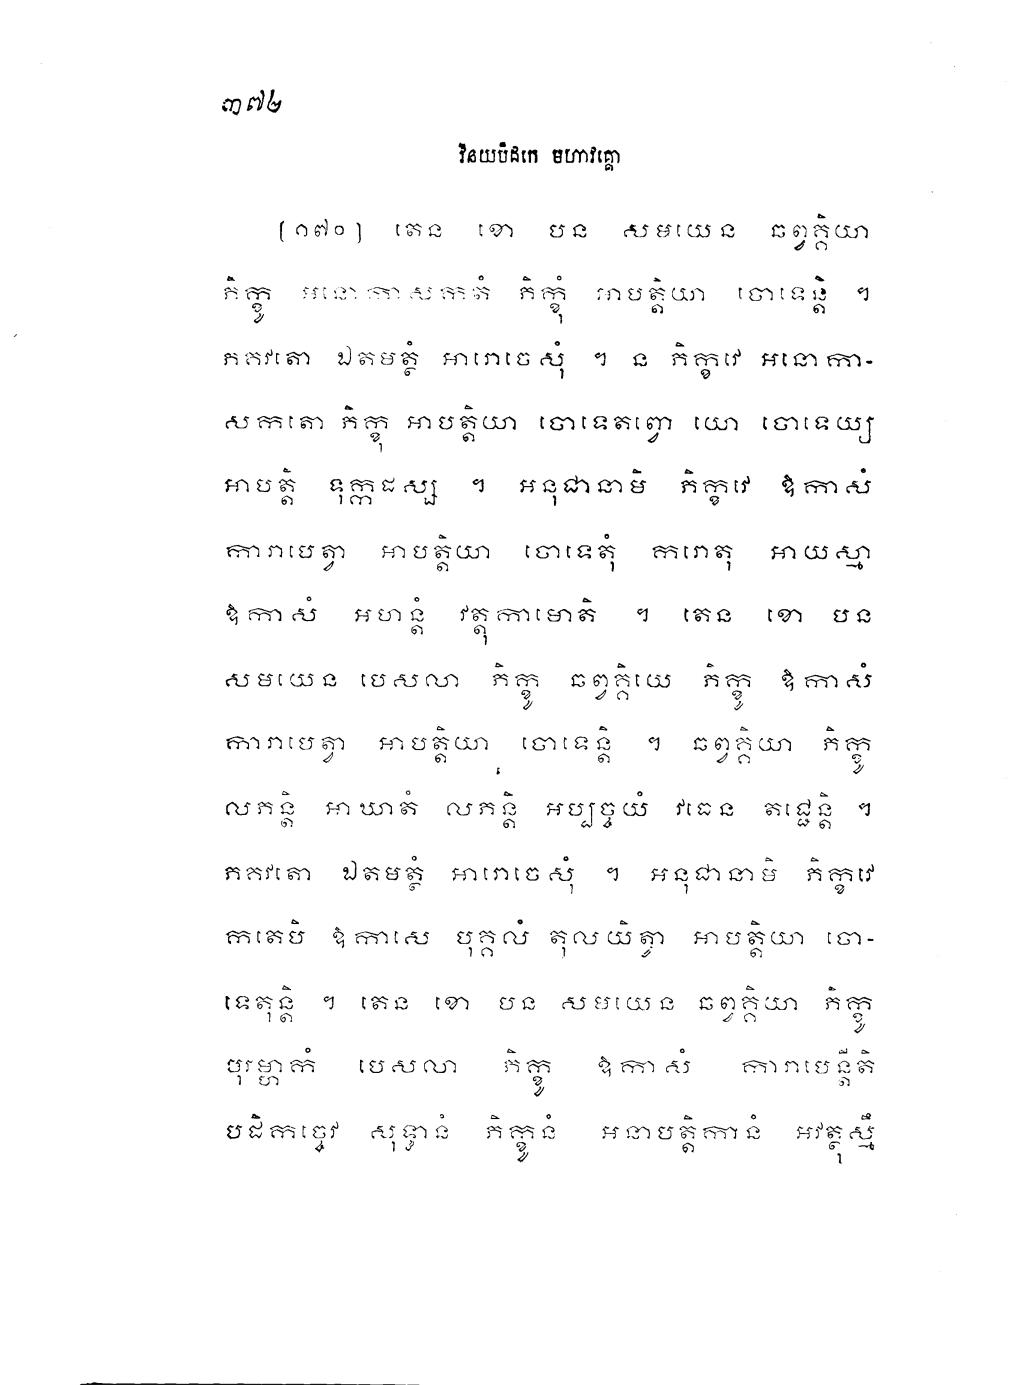 ៣៧២
វិនយបិដកេ មហាវគ្គោ
(១៧០) តេន ខោ បន សមយេន ឆព្វគ្គិយា
ភិក្ខូ អនោកាសកតំ ភិក្ខុំ អាបត្តិយា ចោទេន្តិ ។
ភគវតោ ឯតមត្ថំ អារោចេសុំ ។ ន ភិក្ខវេ អនោកា-
សកតោ ភិក្ខុ អាបត្តិយា ចោទេតព្វោ យោ ចោទេយ្យ
អាបត្តិ ទុក្កដស្ស ។ អនុជានាមិ ភិក្ខវេ ឱកាសំ
ការាបេត្វា អាបត្តិយា ចោទេតុំ ករោតុ អាយស្មា
ឱកាសំ អហន្តំ វត្តុកាមោតិ ។ តេន ខោ បន
សមយេន បេសលា ភិក្ខូ ឆព្វគ្គិយេ ភិក្ខូ ឱកាសំ
ការាបេត្វា អាបត្តិយា ចោទេន្តិ ។ ឆព្វគ្គិយា ភិក្ខូ
លភន្តិ អាឃាតំ លភន្តិ អប្បច្ចយំ វធេន តជ្ជេន្តិ ។
ភគវតោ ឯតមត្ថំ អារោចេសុំ ។ អនុជានាមិ ភិក្ខវេ
កតេបិ ឱកាសេ បុគ្គលំ តុលយិត្វា អាបត្តិយា ចោ-
ទេតុន្តិ ។ តេន ខោ បន សមយេន ឆព្វគ្គិយា ភិក្ខូ
បុរម្ហាកំ បេសលា ភិក្ខូ ឱកាសំ ការាបេន្តីតិ
បដិកច្ចេវ សុទ្ធានំ ភិក្ខូនំ អនាបត្តិកានំ អវត្ថុស្មឹ